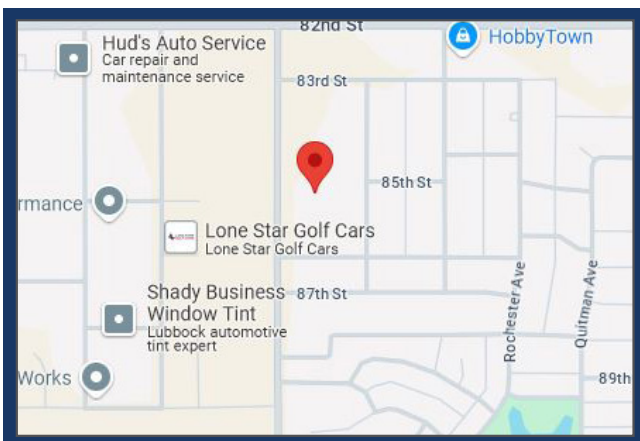 82nd St
HobbyTown
Hud's Auto Service
Car repair and
maintenance service
83rd St
85th St
rmance
Lone Star Golf Cars
Lone Star Golf Cars
Shady Business
Window Tint
Lubbock automotive
tint expert
87th St
Rochester Ave
Quitman Ave
Works
89th